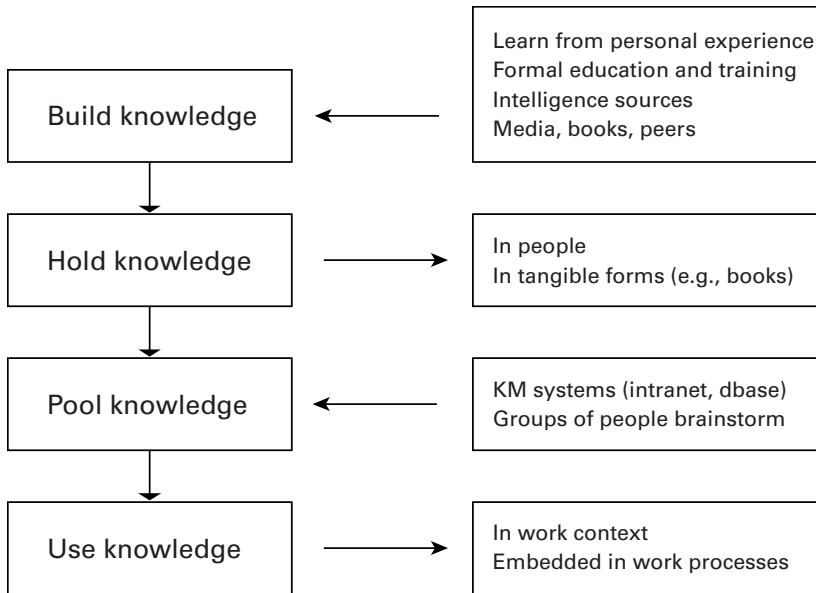 Build knowledge
Learn from personal experience
Formal education and training
Intelligence sources
Media, books, peers
Hold knowledge
In people
In tangible forms (e.g., books)
Pool knowledge
KM systems (intranet, dbase)
Groups of people brainstorm
Use knowledge
In work context
Embedded in work processes